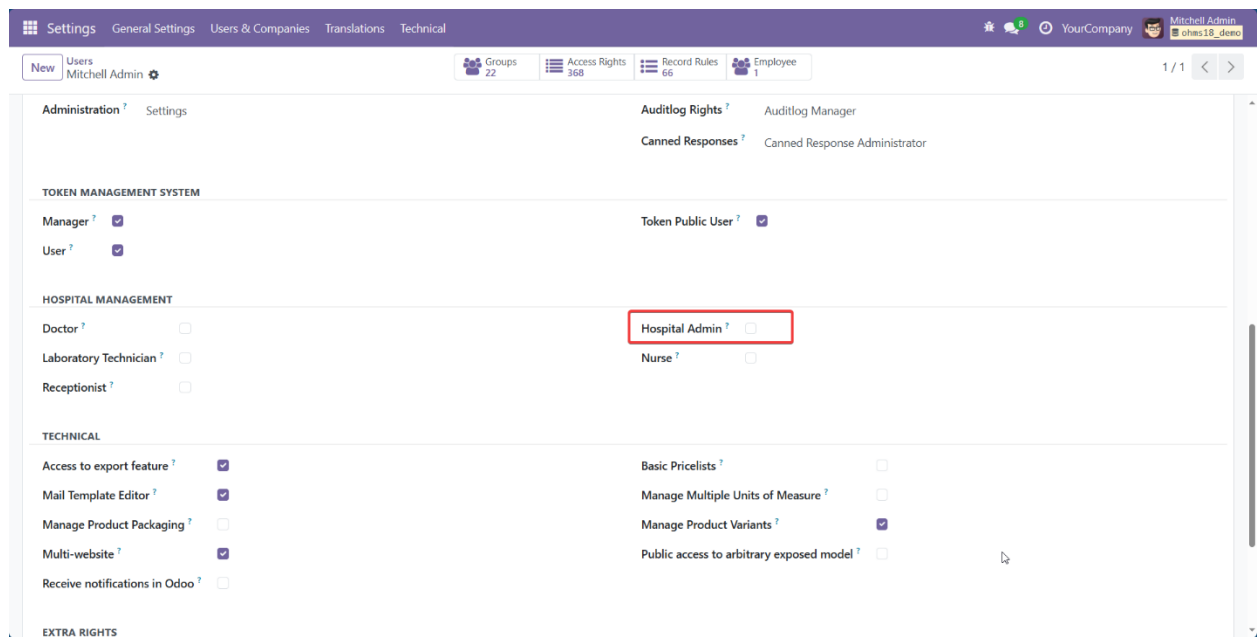 Settings General Settings Users & Companies Translations Technical 8 YourCompany Mitchell Admin
ohms18_demo
New Users Groups Access Rights Record Rules Employee
Mitchell Admin 22 368 66 1 1 / 1
Administration ? Settings Auditlog Rights ? Auditlog Manager
Canned Responses ? Canned Response Administrator
TOKEN MANAGEMENT SYSTEM
Manager ? Token Public User ?
User ?
HOSPITAL MANAGEMENT
Doctor ? Hospital Admin ?
Laboratory Technician ? Nurse ?
Receptionist ?
TECHNICAL
Access to export feature ? Basic Pricelists ?
Mail Template Editor ? Manage Multiple Units of Measure ?
Manage Product Packaging ? Manage Product Variants ?
Multi-website ? Public access to arbitrary exposed model ?
Receive notifications in Odoo ?
EXTRA RIGHTS